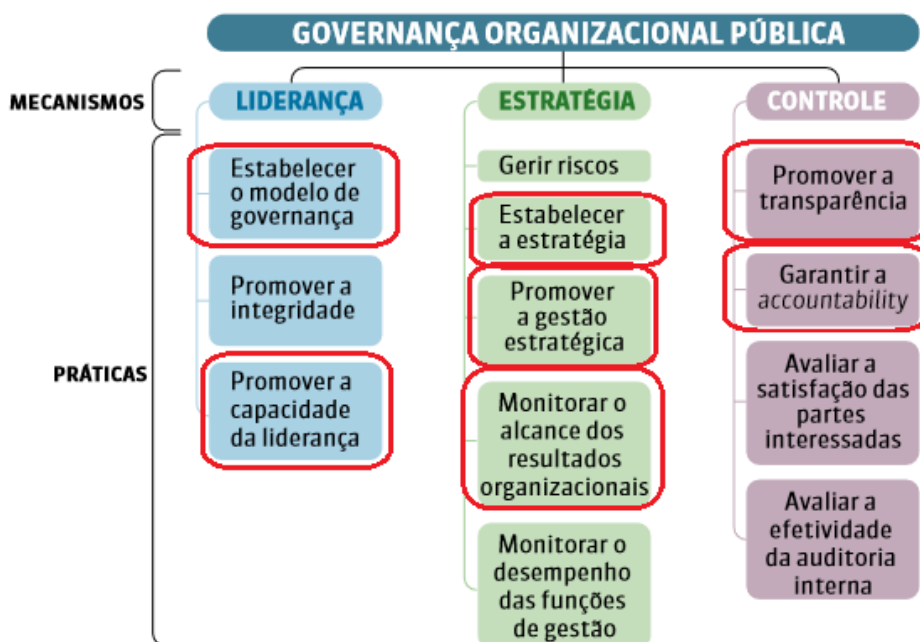 GOVERNANÇA ORGANIZACIONAL PÚBLICA
MECANISMOS
LIDERANÇA
ESTRATÉGIA
CONTROLE
PRÁTICAS
Estabelecer
o modelo de
governança
Promover a
integridade
Promover a
capacidade
da liderança
Gerir riscos
Estabelecer
a estratégia
Promover
a gestão
estratégica
Monitorar o
alcance dos
resultados
organizacionais
Monitorar o
desempenho
das funções
de gestão
Promover a
transparência
Garantir a
accountability
Avaliar a
satisfação das
partes
interessadas
Avaliar a
efetividade
da auditoria
interna